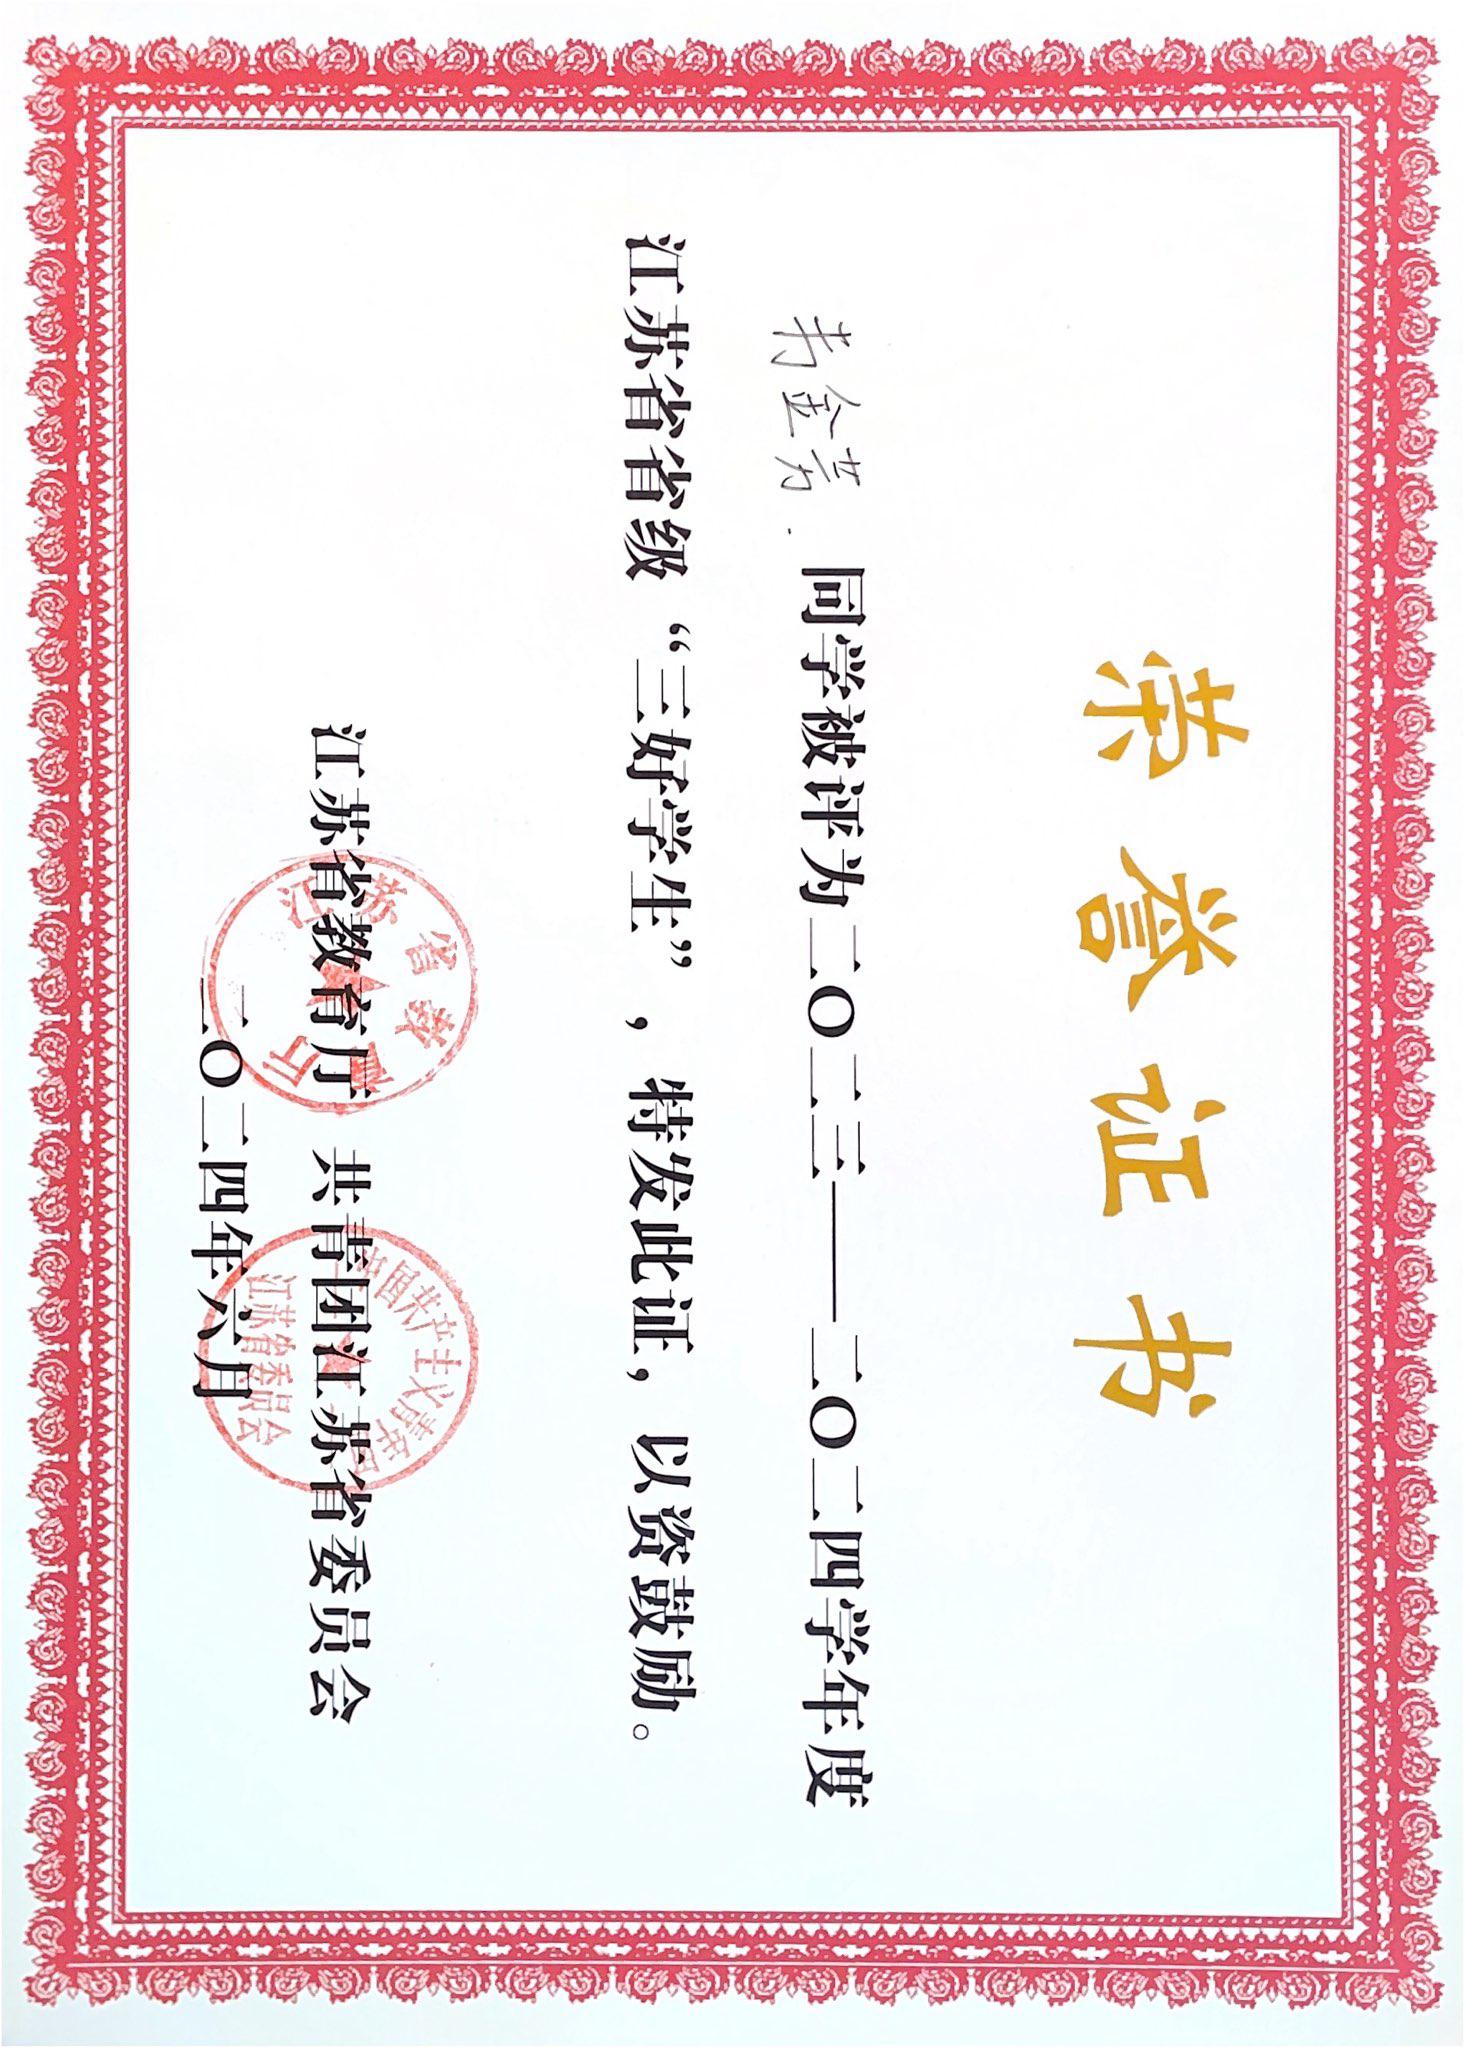 荣誉证书
韦金芳 同学被评为二〇二三——二〇二四学年度
江苏省省级“三好学生”，特发此证，以资鼓励。
江苏省教育厅
中国共产主义青年团
江苏省教育厅 共青团江苏省委员会
江苏省委员会
二〇二四年六月